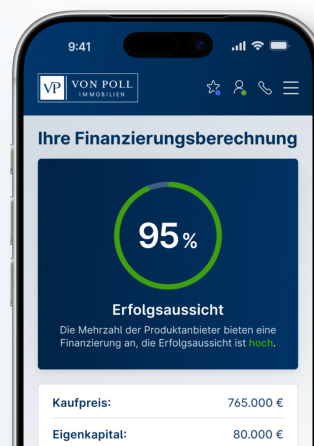 9:41
VP VON POLL
IMMOBILIEN
Ihre Finanzierungsberechnung
95 %
Erfolgsaussicht
Die Mehrzahl der Produktanbieter bieten eine
Finanzierung an, die Erfolgsaussicht ist hoch.
Kaufpreis: 765.000 €
Eigenkapital: 80.000 €